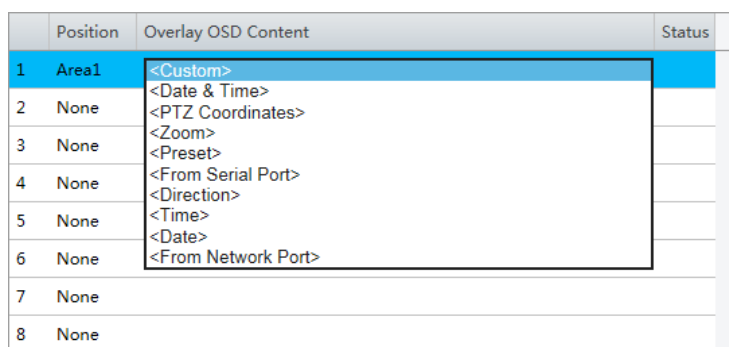 Position Overlay OSD Content Status
1 Area1 <Custom>
<Date & Time>
2 None <PTZ Coordinates>
<Zoom>
3 None <Preset>
<From Serial Port>
4 None <Direction>
5 None <Time>
<Date>
6 None <From Network Port>
7 None
8 None